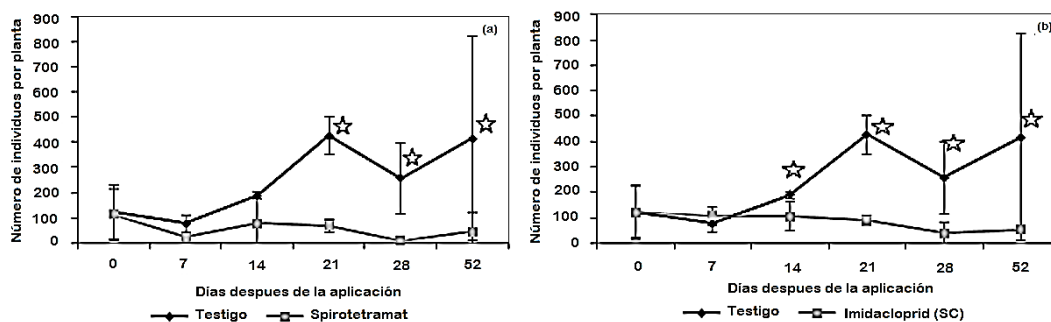 (a)
Número de individuos por planta
900
800
700
600
500
400
300
200
100
0
0 7 14 21 28 52
Días despues de la aplicación
Testigo Spirotetramat
(b)
Número de individuos por planta
900
800
700
600
500
400
300
200
100
0
0 7 14 21 28 52
Días despues de la aplicación
Testigo Imidacloprid (SC)